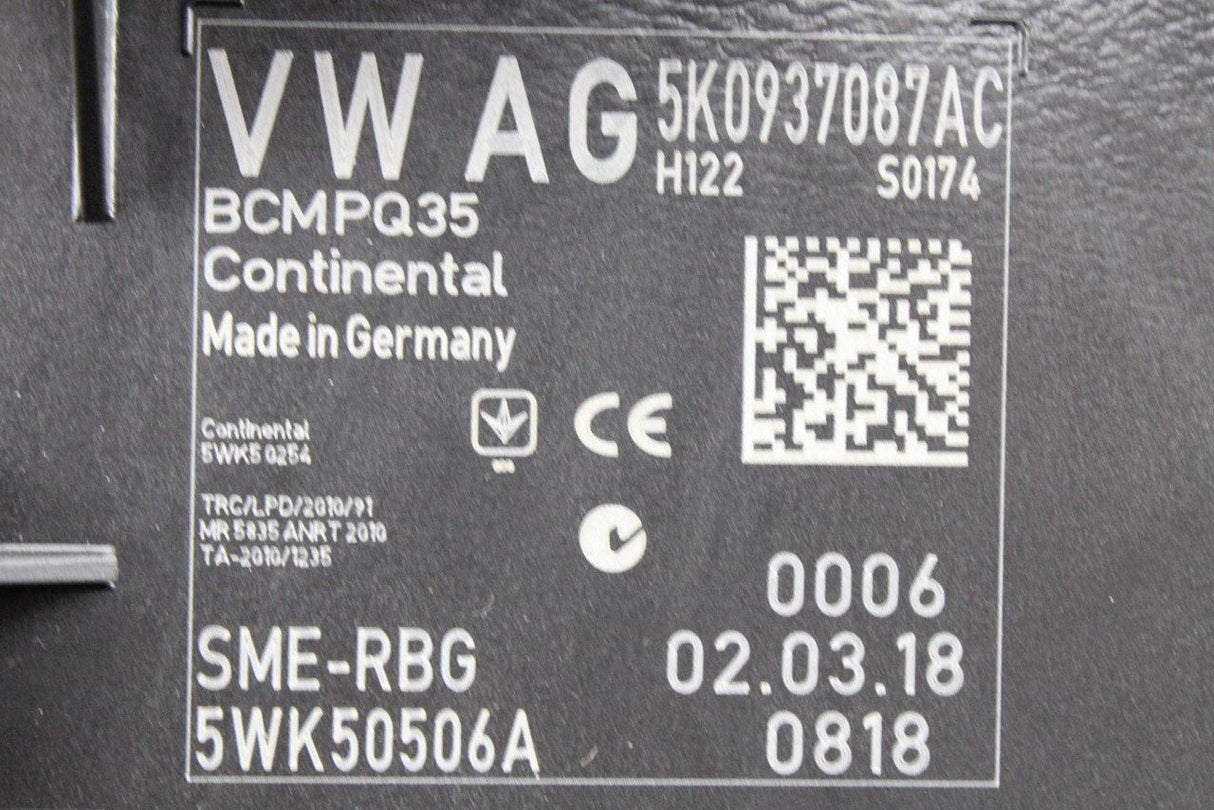 VW AG 5K0937087AC
H122 S0174
BCMPQ35
Continental
Made in Germany
CE
Continental
5WK5 0254
TRC/LPD/2010/91
MR 5835 ANRT 2010
TA-2010/1235
0006
SME-RBG 02.03.18
5WK50506A 0818